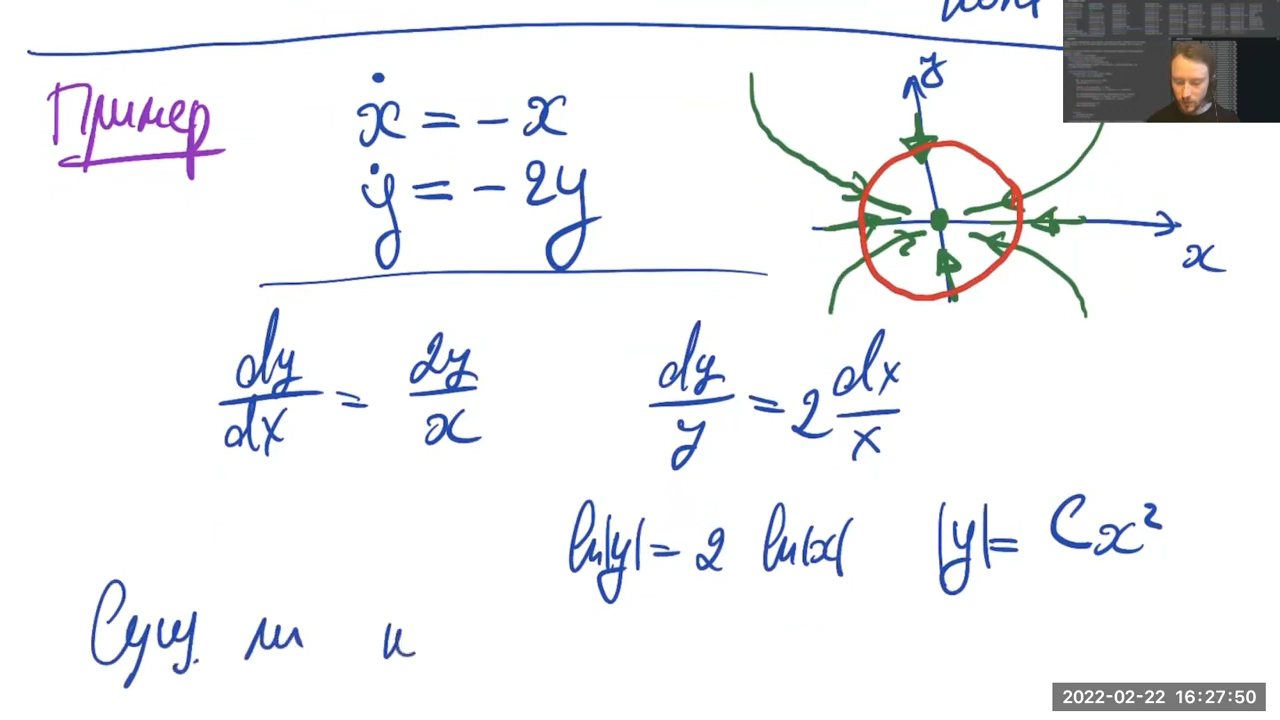 Пример
ẋ = − x
ẏ = − 2y
y
x
dy/dx = 2y/x
dy/y = 2 dx/x
ln|y| = 2 ln|x|
|y| = Cx²
Сущ. ли
2022-02-22 16:27:50